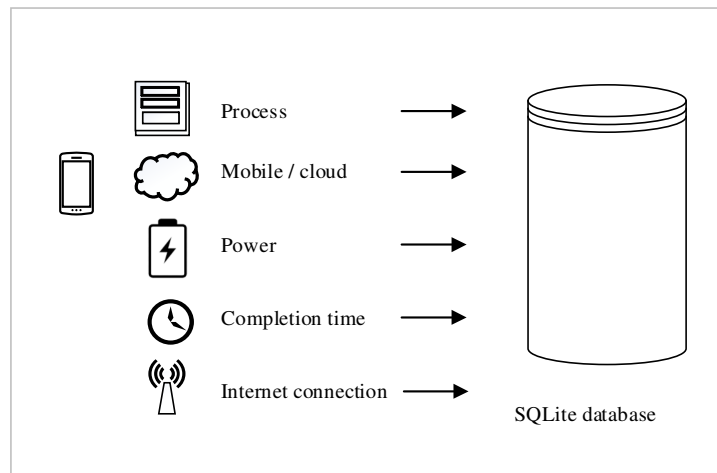 Process
Mobile / cloud
Power
Completion time
Internet connection
SQLite database